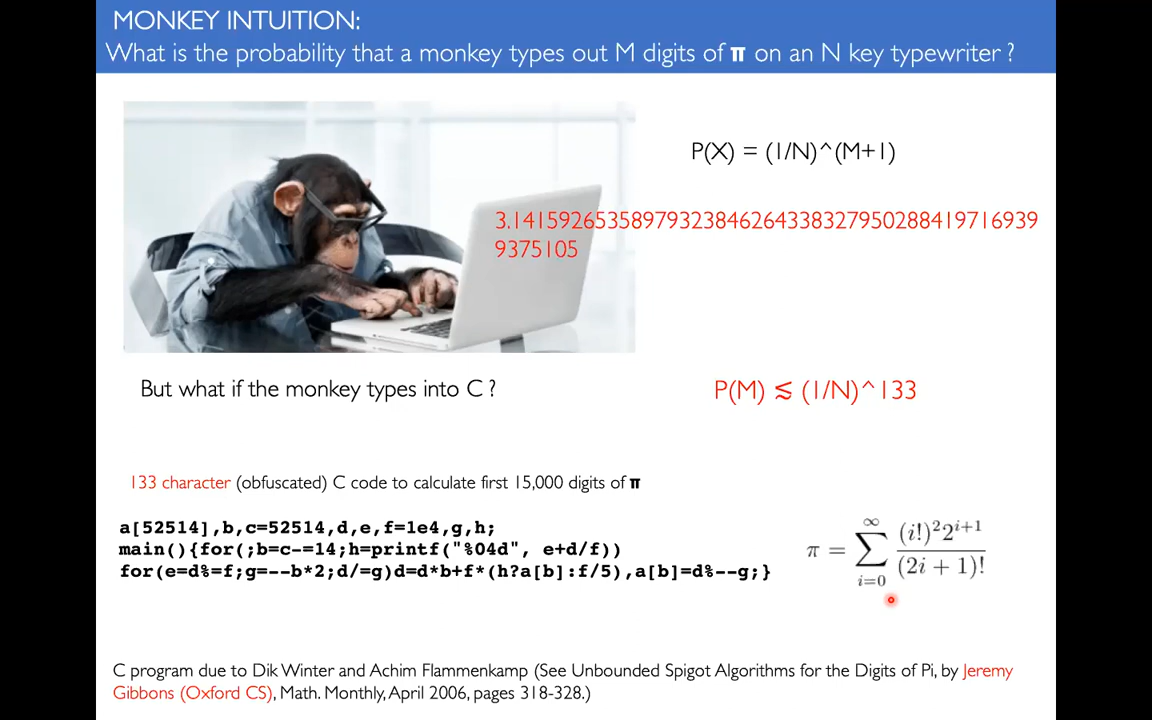 MONKEY INTUITION:
What is the probability that a monkey types out M digits of π on an N key typewriter ?
P(X) = (1/N)^(M+1)
3.14159265358979323846264338327950288419716939
9375105
But what if the monkey types into C ?
P(M) ≲ (1/N)^133
133 character (obfuscated) C code to calculate first 15,000 digits of π
a[52514],b,c=52514,d,e,f=1e4,g,h;
main(){for(;b=c-=14;h=printf("%04d", e+d/f))
for(e=d%=f;g=--b*2;d/=g)d=d*b+f*(h?a[b]:f/5),a[b]=d%--g;}
π = ∑_{i=0}^{∞} (i!)²2^{i+1} / (2i + 1)!
C program due to Dik Winter and Achim Flammenkamp (See Unbounded Spigot Algorithms for the Digits of Pi, by Jeremy
Gibbons (Oxford CS), Math. Monthly, April 2006, pages 318-328.)